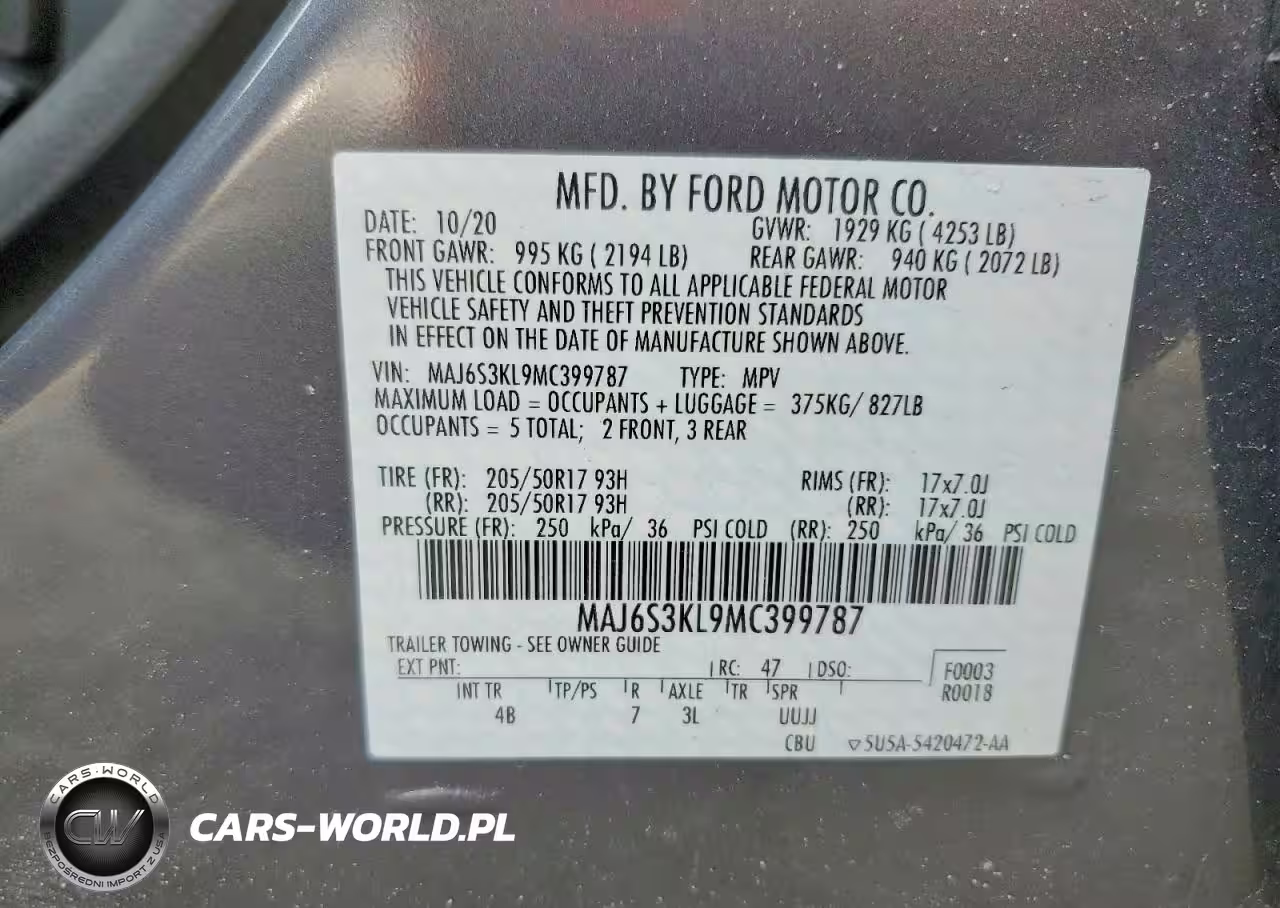 MFD. BY FORD MOTOR CO.
DATE: 10/20 GVWR: 1929 KG ( 4253 LB)
FRONT GAWR: 995 KG ( 2194 LB) REAR GAWR: 940 KG ( 2072 LB)
THIS VEHICLE CONFORMS TO ALL APPLICABLE FEDERAL MOTOR
VEHICLE SAFETY AND THEFT PREVENTION STANDARDS
IN EFFECT ON THE DATE OF MANUFACTURE SHOWN ABOVE.
VIN: MAJ6S3KL9MC399787 TYPE: MPV
MAXIMUM LOAD = OCCUPANTS + LUGGAGE = 375KG/ 827LB
OCCUPANTS = 5 TOTAL; 2 FRONT, 3 REAR
TIRE (FR): 205/50R17 93H RIMS (FR): 17x7.0J
(RR): 205/50R17 93H (RR): 17x7.0J
PRESSURE (FR): 250 kPa/ 36 PSI COLD (RR): 250 kPa/ 36 PSI COLD
MAJ6S3KL9MC399787
TRAILER TOWING - SEE OWNER GUIDE
EXT PNT: RC: 47 DSO: F0003
R0018
INT TR TP/PS R AXLE TR SPR
4B 7 3L UUJJ
CBU ▽5U5A-5420472-AA
CARS-WORLD
CW
BEZPOŚREDNI IMPORT Z USA
CARS-WORLD.PL